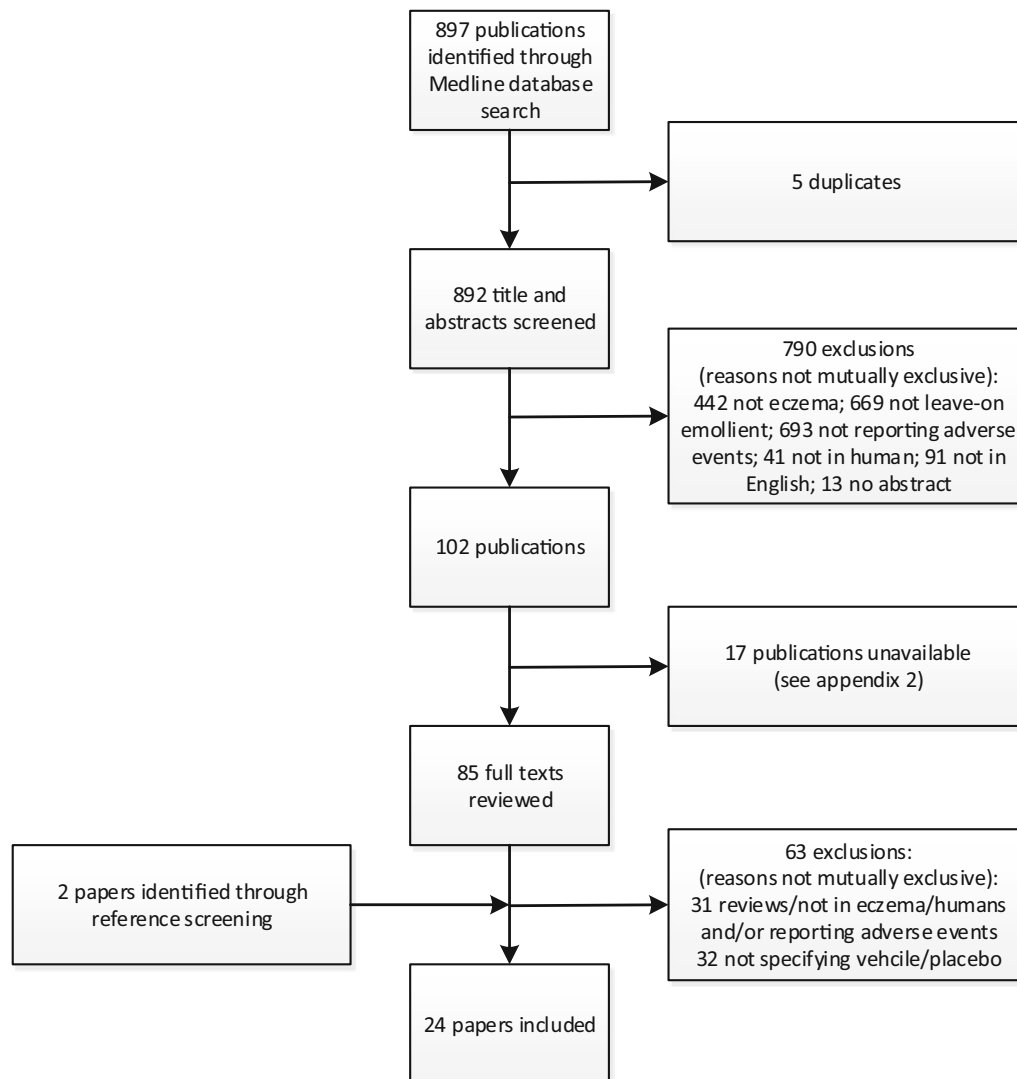 897 publications
identified through
Medline database
search
5 duplicates
892 title and
abstracts screened
790 exclusions
(reasons not mutually exclusive):
442 not eczema; 669 not leave-on
emollient; 693 not reporting adverse
events; 41 not in human; 91 not in
English; 13 no abstract
102 publications
17 publications unavailable
(see appendix 2)
85 full texts
reviewed
2 papers identified through
reference screening
63 exclusions:
(reasons not mutually exclusive):
31 reviews/not in eczema/humans
and/or reporting adverse events
32 not specifying vehcile/placebo
24 papers included